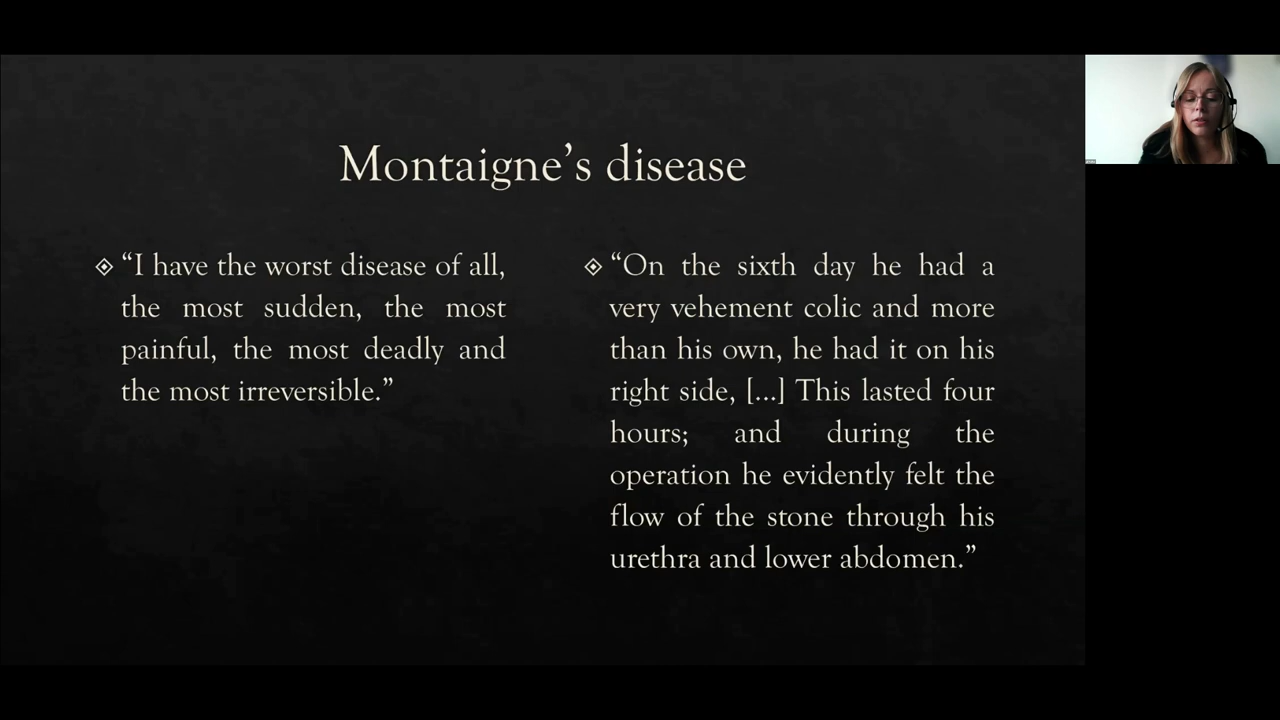 Montaigne’s disease
“I have the worst disease of all,
the most sudden, the most
painful, the most deadly and
the most irreversible.”
“On the sixth day he had a
very vehement colic and more
than his own, he had it on his
right side, [...] This lasted four
hours; and during the
operation he evidently felt the
flow of the stone through his
urethra and lower abdomen.”